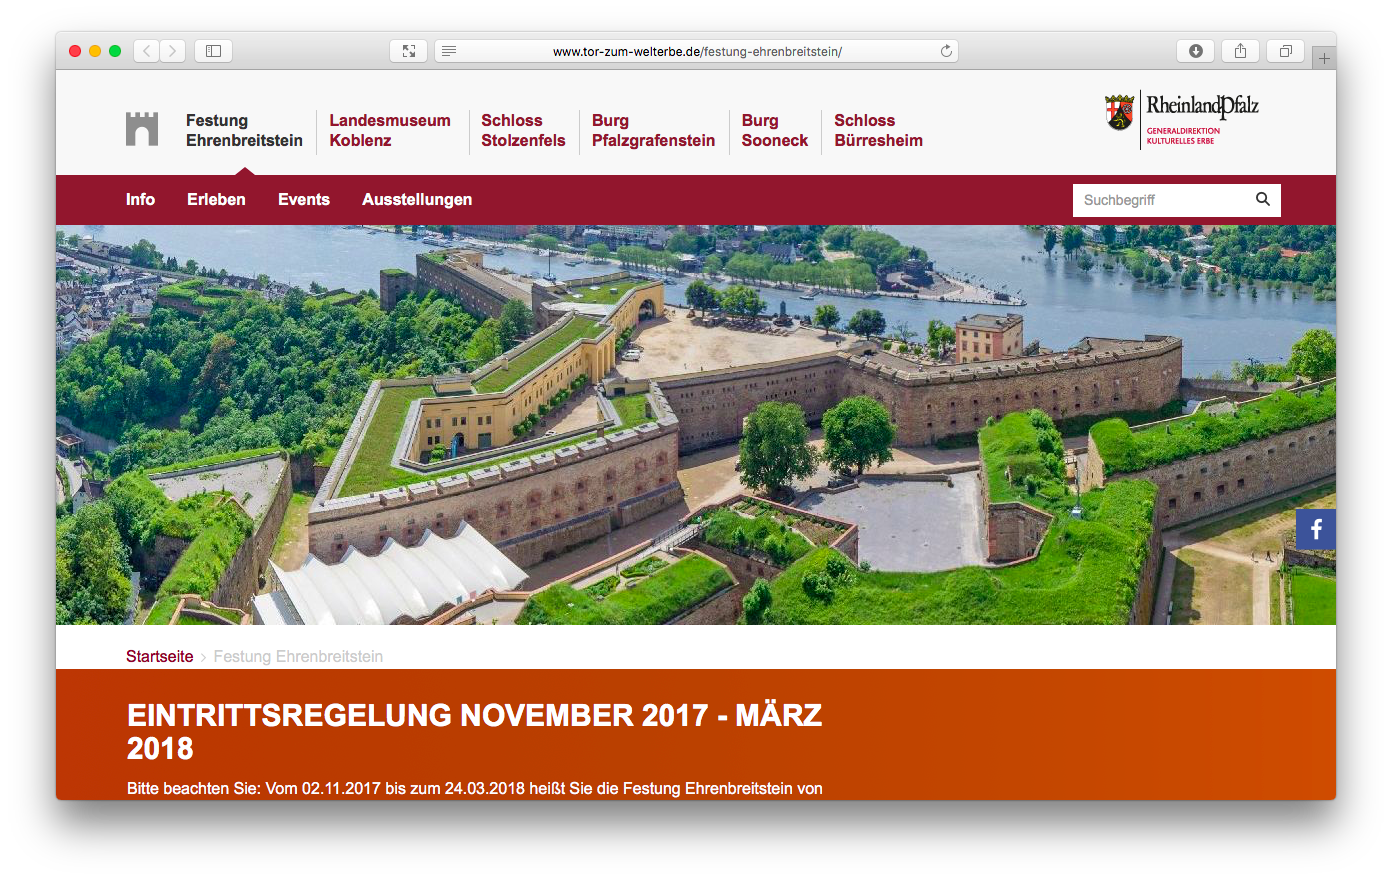 www.tor-zum-welterbe.de/festung-ehrenbreitstein/
Festung
Ehrenbreitstein
Landesmuseum
Koblenz
Schloss
Stolzenfels
Burg
Pfalzgrafenstein
Burg
Sooneck
Schloss
Bürresheim
RheinlandPfalz
GENERALDIREKTION
KULTURELLES ERBE
Info
Erleben
Events
Ausstellungen
Suchbegriff
f
Startseite > Festung Ehrenbreitstein
EINTRITTSREGELUNG NOVEMBER 2017 - MÄRZ
2018
Bitte beachten Sie: Vom 02.11.2017 bis zum 24.03.2018 heißt Sie die Festung Ehrenbreitstein von